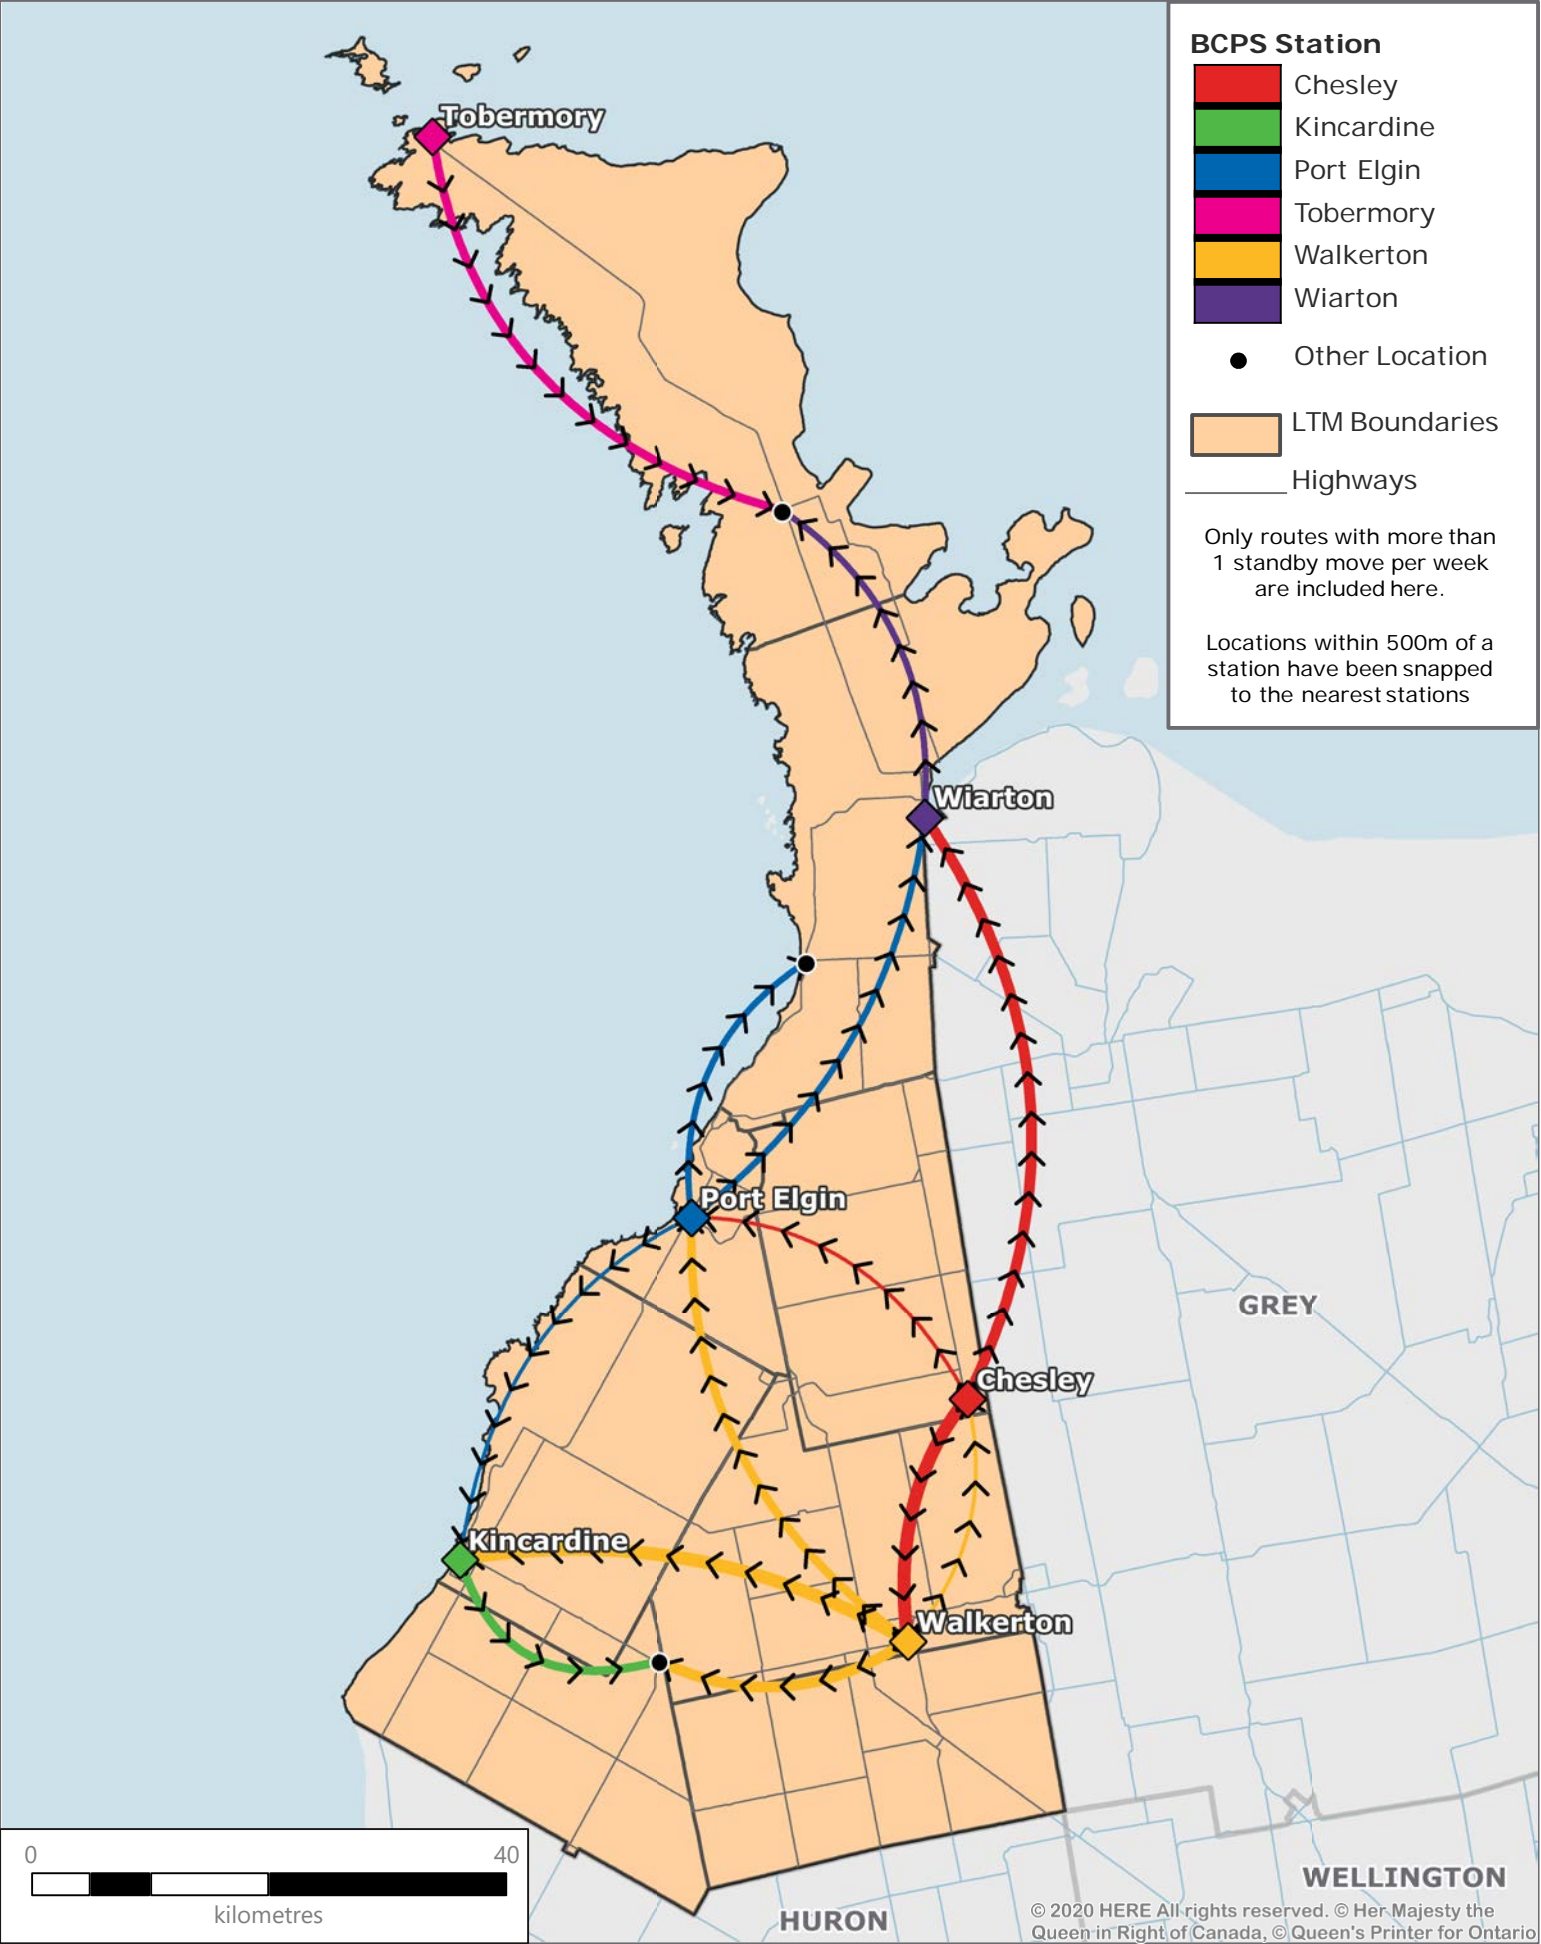 BCPS Station
Chesley
Kincardine
Port Elgin
Tobermory
Walkerton
Wiarton
Other Location
LTM Boundaries
Highways
Only routes with more than
1 standby move per week
are included here.
Locations within 500m of a
station have been snapped
to the nearest stations
Tobermory
Wiarton
Port Elgin
GREY
Chesley
Kincardine
Walkerton
0 40
kilometres
WELLINGTON
HURON
© 2020 HERE All rights reserved. © Her Majesty the
Queen in Right of Canada, © Queen's Printer for Ontario